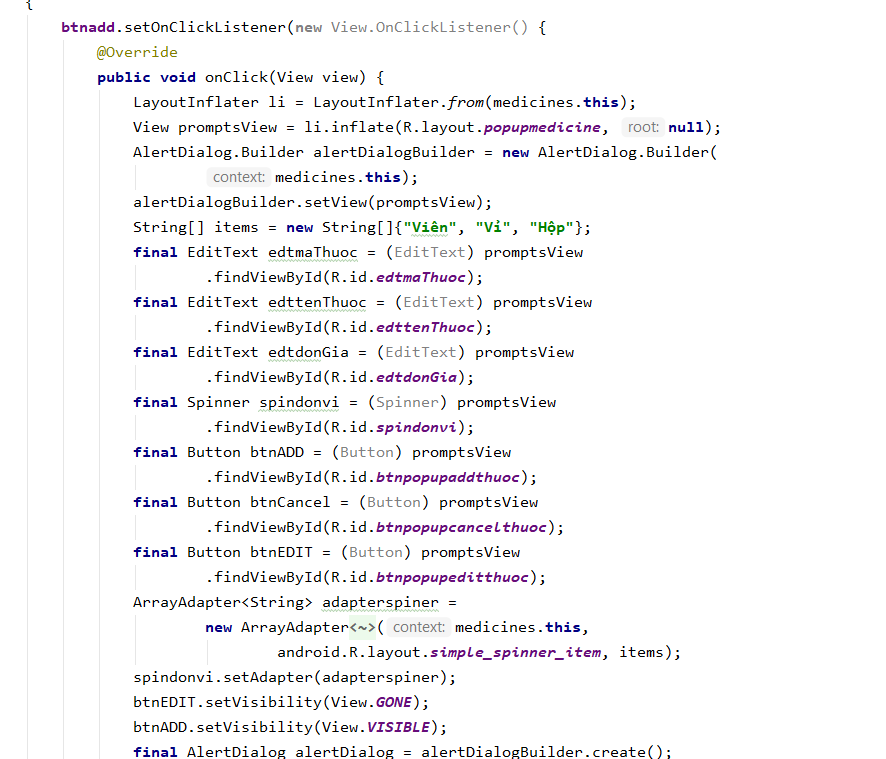 {
btnadd.setOnClickListener(new View.OnClickListener() {
@Override
public void onClick(View view) {
LayoutInflater li = LayoutInflater.from(medicines.this);
View promptsView = li.inflate(R.layout.popupmedicine, root: null);
AlertDialog.Builder alertDialogBuilder = new AlertDialog.Builder(
context: medicines.this);
alertDialogBuilder.setView(promptsView);
String[] items = new String[]{"Viên", "Vỉ", "Hộp"};
final EditText edtmaThuoc = (EditText) promptsView
.findViewById(R.id.edtmaThuoc);
final EditText edttenThuoc = (EditText) promptsView
.findViewById(R.id.edttenThuoc);
final EditText edtdonGia = (EditText) promptsView
.findViewById(R.id.edtdonGia);
final Spinner spindonvi = (Spinner) promptsView
.findViewById(R.id.spindonvi);
final Button btnADD = (Button) promptsView
.findViewById(R.id.btnpopupaddthuoc);
final Button btnCancel = (Button) promptsView
.findViewById(R.id.btnpopupcancelthuoc);
final Button btnEDIT = (Button) promptsView
.findViewById(R.id.btnpopupeditthuoc);
ArrayAdapter<String> adapterspiner =
new ArrayAdapter<~>( context: medicines.this,
android.R.layout.simple_spinner_item, items);
spindonvi.setAdapter(adapterspiner);
btnEDIT.setVisibility(View.GONE);
btnADD.setVisibility(View.VISIBLE);
final AlertDialog alertDialog = alertDialogBuilder.create();